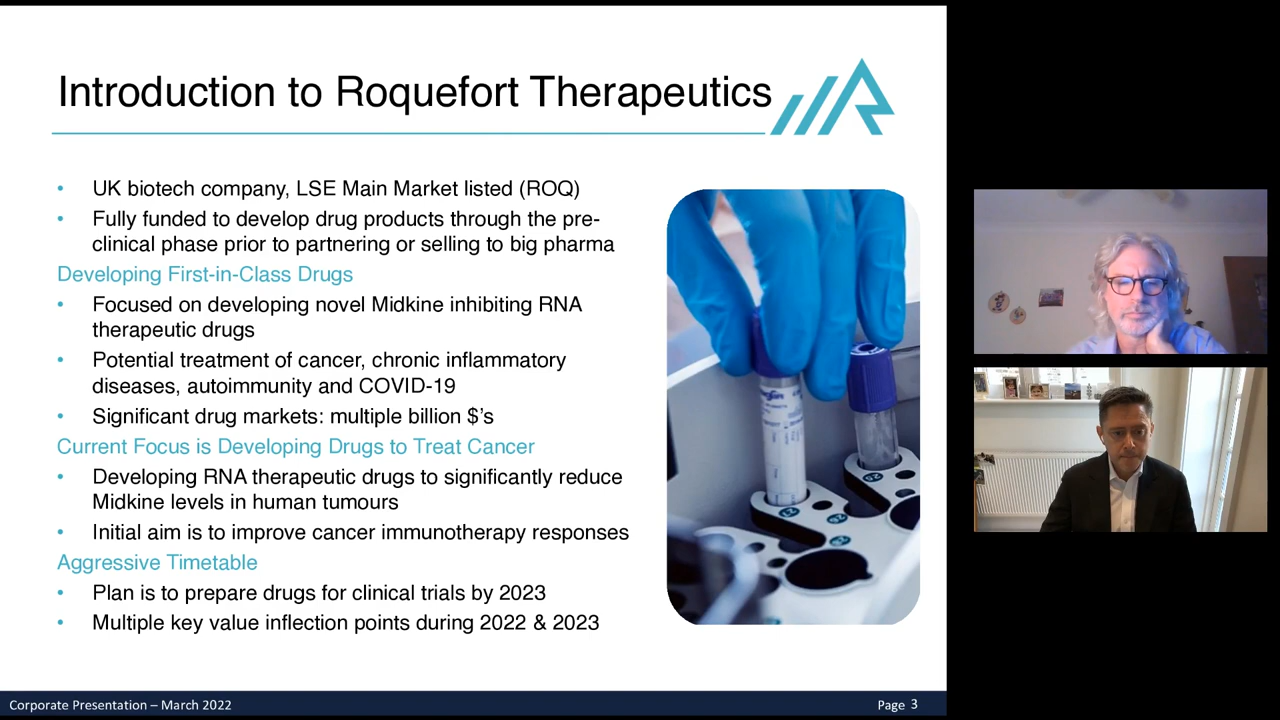 Introduction to Roquefort Therapeutics
• UK biotech company, LSE Main Market listed (ROQ)
• Fully funded to develop drug products through the pre-
clinical phase prior to partnering or selling to big pharma
Developing First-in-Class Drugs
• Focused on developing novel Midkine inhibiting RNA
therapeutic drugs
• Potential treatment of cancer, chronic inflammatory
diseases, autoimmunity and COVID-19
• Significant drug markets: multiple billion $’s
Current Focus is Developing Drugs to Treat Cancer
• Developing RNA therapeutic drugs to significantly reduce
Midkine levels in human tumours
• Initial aim is to improve cancer immunotherapy responses
Aggressive Timetable
• Plan is to prepare drugs for clinical trials by 2023
• Multiple key value inflection points during 2022 & 2023
Corporate Presentation – March 2022
Page 3